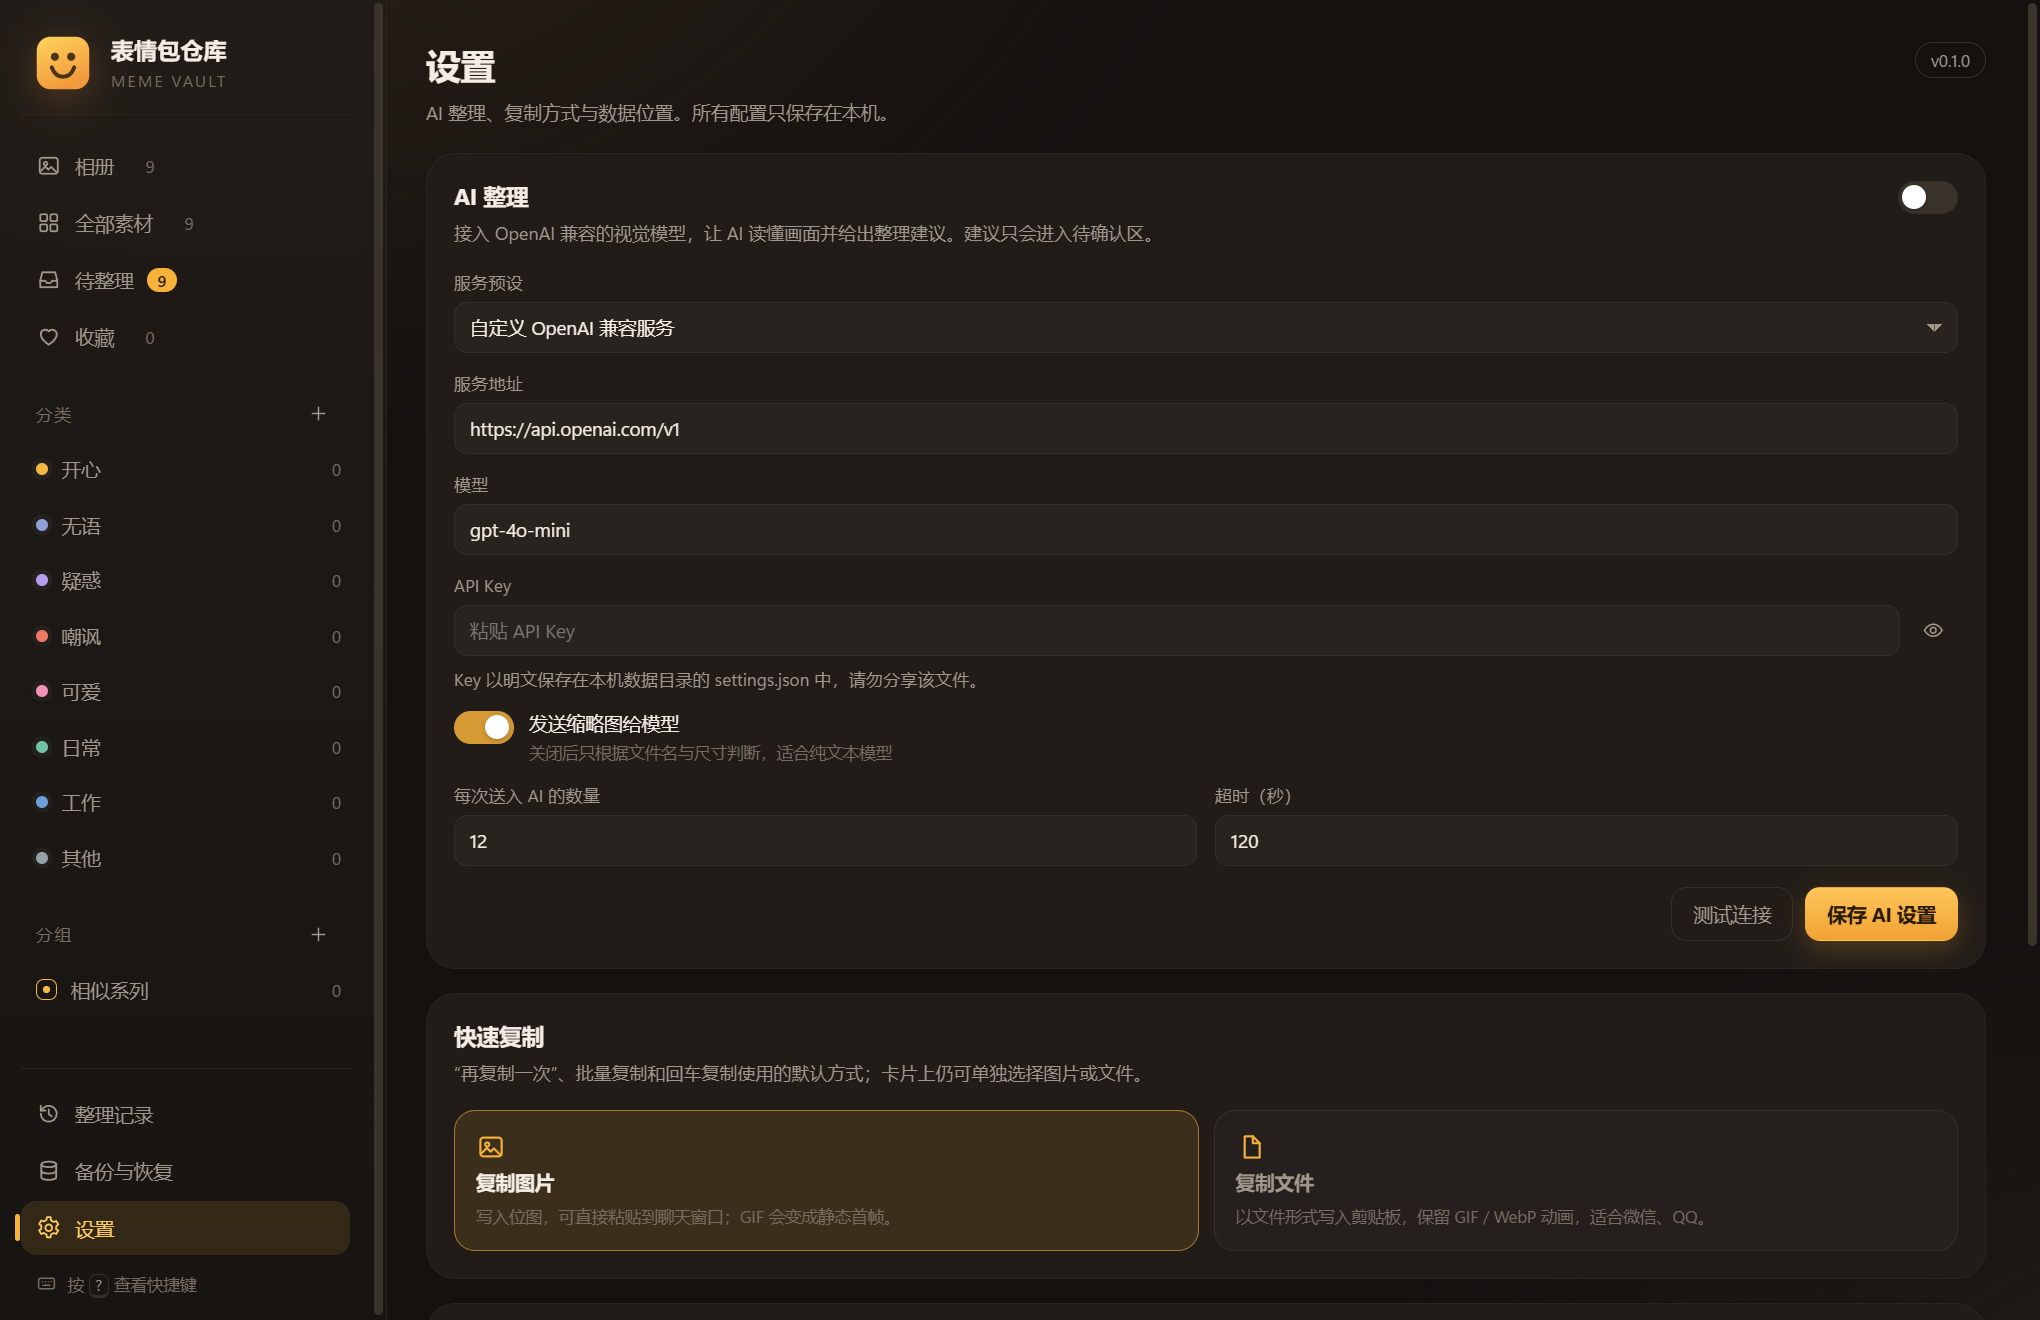 表情包仓库
MEME VAULT
相册 9
全部素材 9
待整理 9
收藏 0
分类 +
开心 0
无语 0
疑惑 0
嘲讽 0
可爱 0
日常 0
工作 0
其他 0
分组 +
相似系列 0
整理记录
备份与恢复
设置
按 ? 查看快捷键
设置
v0.1.0
AI 整理、复制方式与数据位置。所有配置只保存在本机。
AI 整理
接入 OpenAI 兼容的视觉模型，让 AI 读懂画面并给出整理建议。建议只会进入待确认区。
服务预设
自定义 OpenAI 兼容服务
服务地址
https://api.openai.com/v1
模型
gpt-4o-mini
API Key
粘贴 API Key
Key 以明文保存在本机数据目录的 settings.json 中，请勿分享该文件。
发送缩略图给模型
关闭后只根据文件名与尺寸判断，适合纯文本模型
每次送入 AI 的数量
12
超时（秒）
120
测试连接
保存 AI 设置
快速复制
“再复制一次”、批量复制和回车复制使用的默认方式；卡片上仍可单独选择图片或文件。
复制图片
写入位图，可直接粘贴到聊天窗口；GIF 会变成静态首帧。
复制文件
以文件形式写入剪贴板，保留 GIF / WebP 动画，适合微信、QQ。